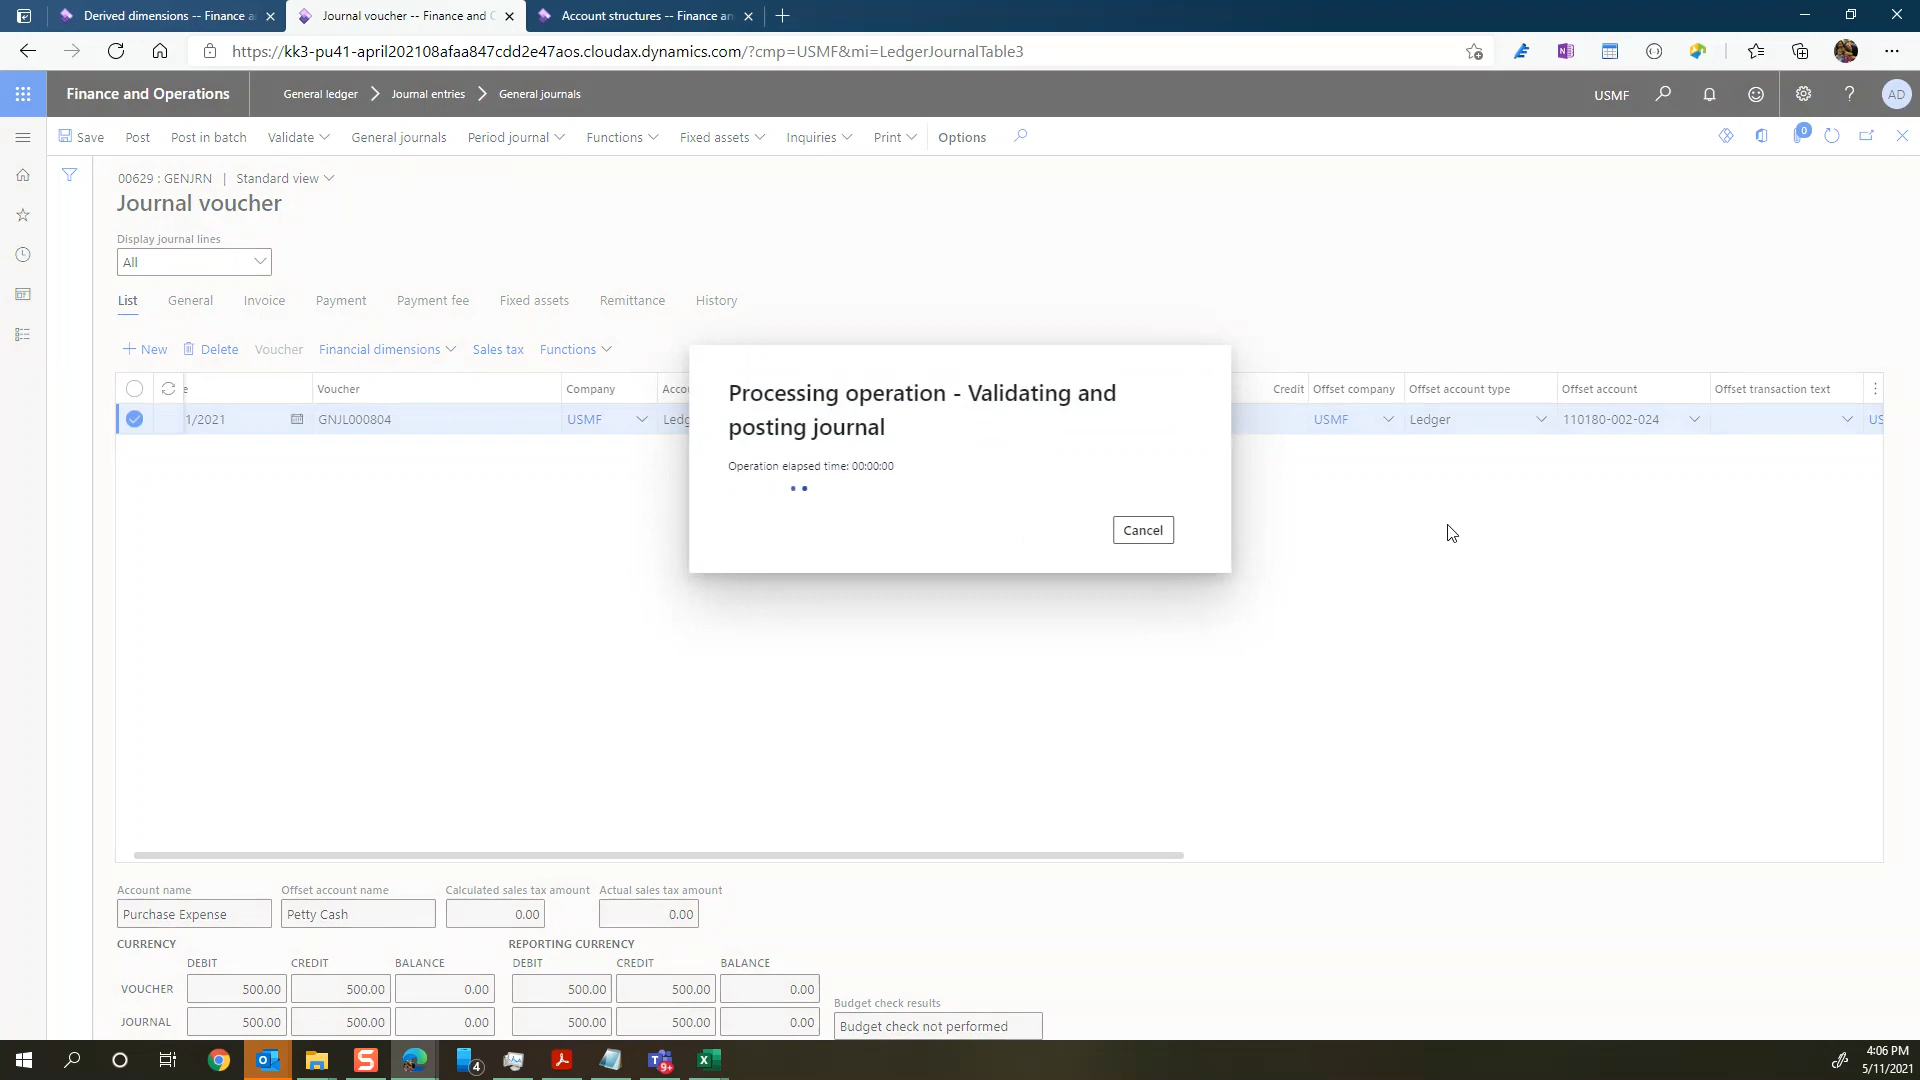 Derived dimensions -- Finance a
Journal voucher -- Finance and C
Account structures -- Finance an
https://kk3-pu41-april202108afaa847cdd2e47aos.cloudax.dynamics.com/?cmp=USMF&mi=LedgerJournalTable3
Finance and Operations
General ledger
Journal entries
General journals
USMF
AD
Save
Post
Post in batch
Validate
General journals
Period journal
Functions
Fixed assets
Inquiries
Print
Options
0
00629 : GENJRN | Standard view
Journal voucher
Display journal lines
All
List
General
Invoice
Payment
Payment fee
Fixed assets
Remittance
History
New
Delete
Voucher
Financial dimensions
Sales tax
Functions
e
Voucher
Company
Accou
Credit
Offset company
Offset account type
Offset account
Offset transaction text
1/2021
GNJL000804
USMF
Ledg
USMF
Ledger
110180-002-024
US
Processing operation - Validating and
posting journal
Operation elapsed time: 00:00:00
Cancel
Account name
Offset account name
Calculated sales tax amount
Actual sales tax amount
Purchase Expense
Petty Cash
0.00
0.00
CURRENCY
REPORTING CURRENCY
DEBIT
CREDIT
BALANCE
DEBIT
CREDIT
BALANCE
VOUCHER
500.00
500.00
0.00
500.00
500.00
0.00
Budget check results
JOURNAL
500.00
500.00
0.00
500.00
500.00
0.00
Budget check not performed
4
9+
4:06 PM
5/11/2021